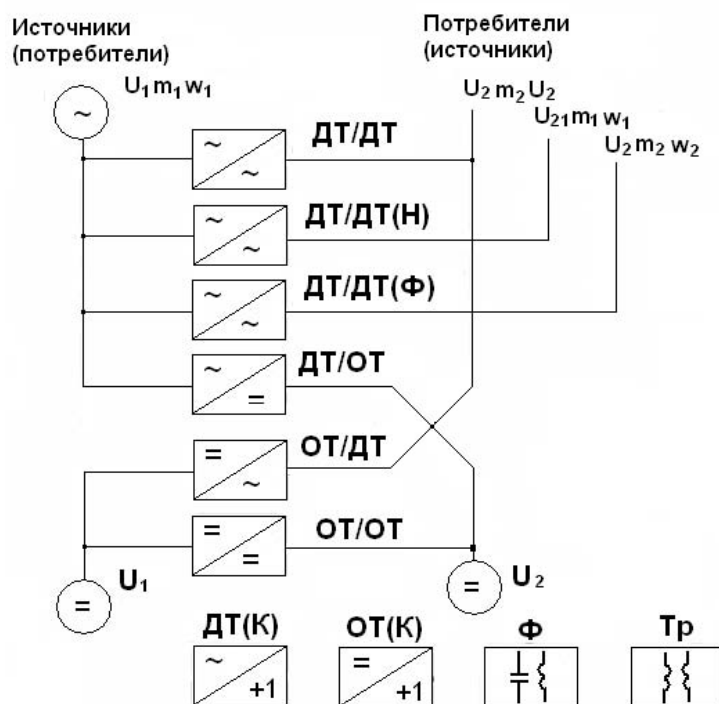 Источники
(потребители)
Потребители
(источники)
U₁ m₁ w₁
U₂ m₂ U₂
U₂₁ m₁ w₁
U₂ m₂ w₂
~
ДТ/ДТ
~
~
ДТ/ДТ(Н)
~
~
ДТ/ДТ(Ф)
~
~
ДТ/ОТ
~
=
ОТ/ДТ
=
~
ОТ/ОТ
=
=
U₁
=
U₂
=
ДТ(К)
ОТ(К)
Ф
Тр
~
+1
=
+1